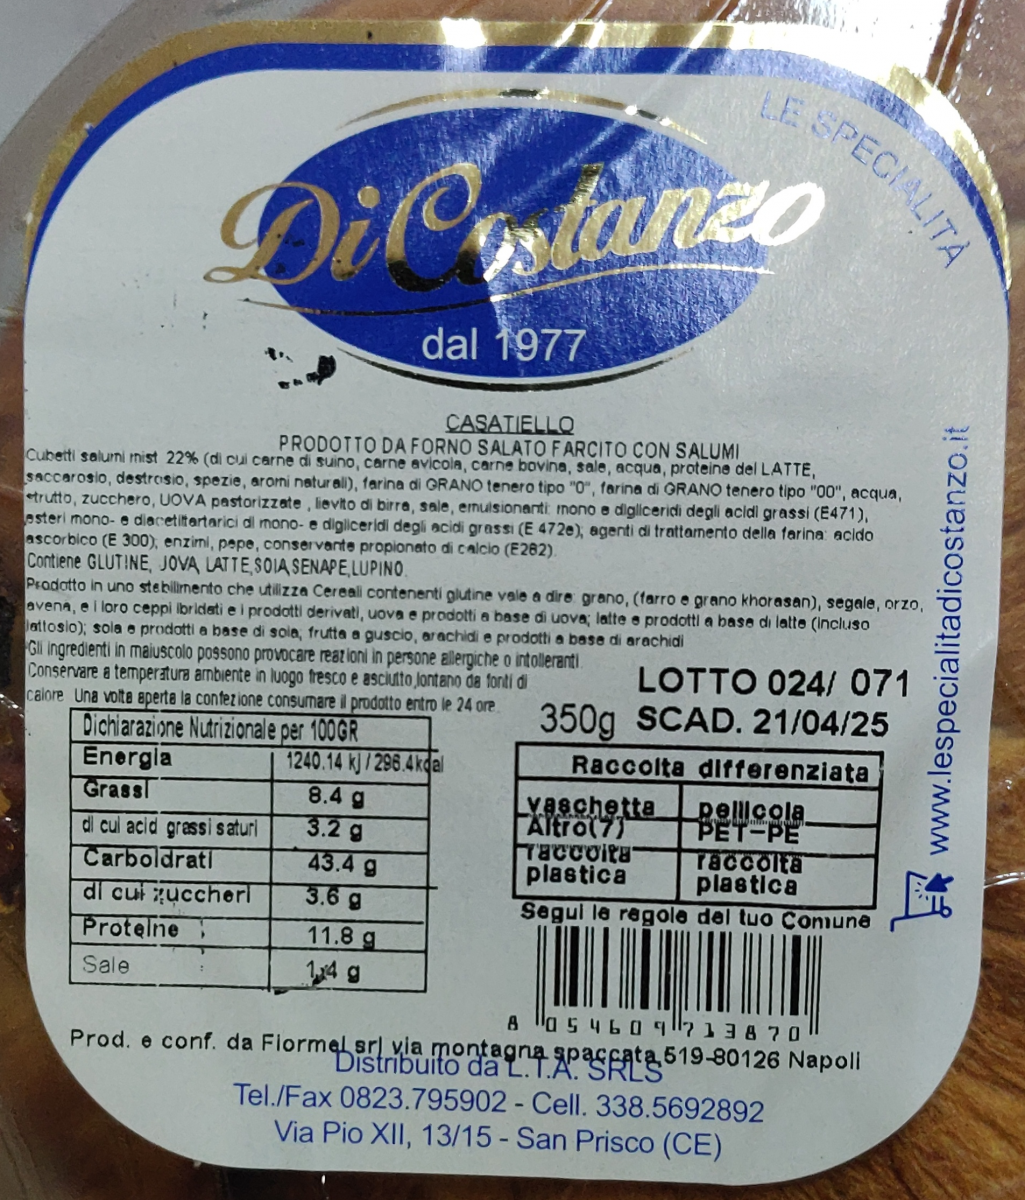 LE SPECIALITÀ
Di Costanzo
dal 1977
CASATIELLO
PRODOTTO DA FORNO SALATO FARCITO CON SALUMI
Cubetti salumi mist 22% (di cui carne di suino, carne avicola, carne bovina, sale, acqua, proteine del LATTE,
saccarosio, destrosio, spezie, aromi naturali), farina di GRANO tenero tipo "0", farina di GRANO tenero tipo "00", acqua,
strutto, zucchero, UOVA pastorizzate , lievito di birra, sale, emulsionanti: mono e digliceridi degli acidi grassi (E471),
esteri mono- e diacetiltartarici di mono- e digliceridi degli acidi grassi (E 472e); agenti di trattamento della farina: acido
ascorbico (E 300); enzimi, pepe, conservante propionato di calcio (E282).
Contiene GLUTINE, JOVA, LATTE,SOIA,SENAPE,LUPINO.
Prodotto in uno stabilimento che utilizza Cereali contenenti glutine vale a dire: grano, (farro e grano khorasan), segale, orzo,
avena, e i loro ceppi ibridati e i prodotti derivati, uova e prodotti a base di uova; latte e prodotti a base di latte (incluso
lattosio); soia e prodotti a base di soia; frutta a guscio, arachidi e prodotti a base di arachidi
Gli ingredienti in maiuscolo possono provocare reazioni in persone allergiche o intolleranti.
Conservare a temperatura ambiente in luogo fresco e asciutto,lontano da fonti di
calore. Una volta aperta la confezione consumare il prodotto entro le 24 ore.
LOTTO 024/ 071
350g SCAD. 21/04/25
Dichiarazione Nutrizionale per 100GR
Energia 1240.14 kj / 296.4kcal
Grassi 8.4 g
di cui acid grassi saturi 3.2 g
Carboidrati 43.4 g
di cui zuccheri 3.6 g
Proteine 11.8 g
Sale 1.4 g
Raccolta differenziata
vaschetta pellicola
Altro(7) PET-PE
raccolta raccolta
plastica plastica
Segui le regole del tuo Comune
8 054609 713870
Prod. e conf. da Fiormel srl via montagna spaccata,519-80126 Napoli
Distribuito da L.T.A. SRLS
Tel./Fax 0823.795902 - Cell. 338.5692892
Via Pio XII, 13/15 - San Prisco (CE)
www.lespecialitadicostanzo.it